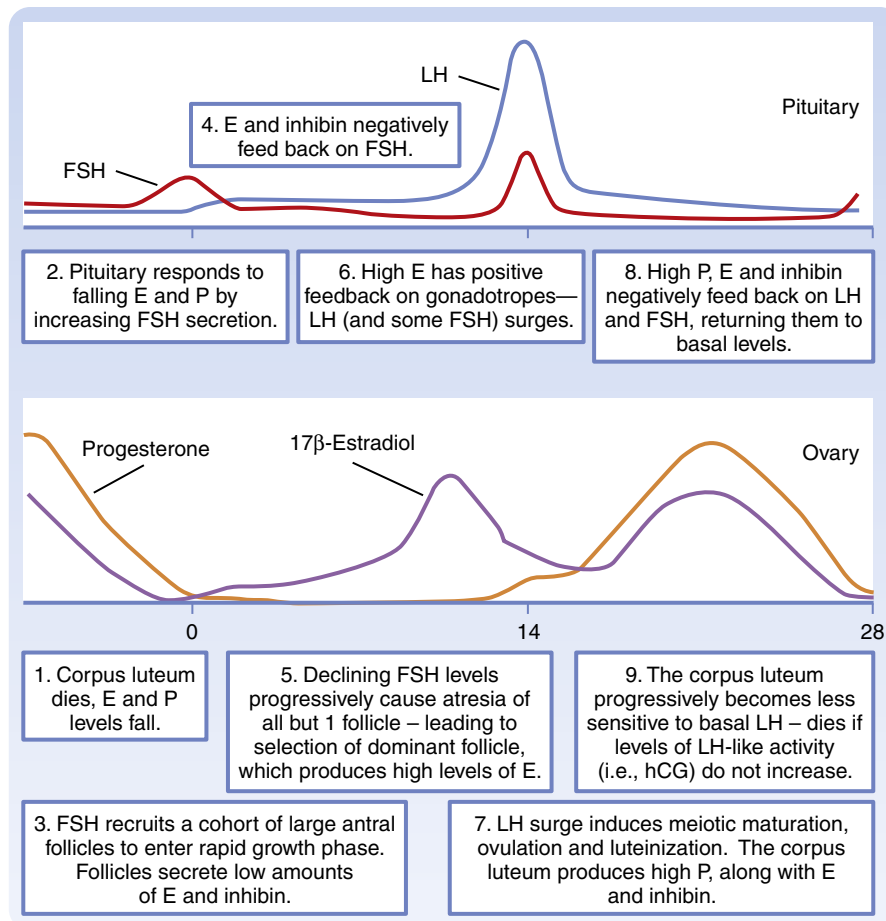 LH
Pituitary
4. E and inhibin negatively
feed back on FSH.
FSH
2. Pituitary responds to
falling E and P by
increasing FSH secretion.
14
6. High E has positive
feedback on gonadotropes—
LH (and some FSH) surges.
28
8. High P, E and inhibin
negatively feed back on LH
and FSH, returning them to
basal levels.
Progesterone
17β-Estradiol
Ovary
0
14
28
1. Corpus luteum
dies, E and P
levels fall.
5. Declining FSH levels
progressively cause atresia of
all but 1 follicle – leading to
selection of dominant follicle,
which produces high levels of E.
9. The corpus luteum
progressively becomes less
sensitive to basal LH – dies if
levels of LH-like activity
(i.e., hCG) do not increase.
3. FSH recruits a cohort of large antral
follicles to enter rapid growth phase.
Follicles secrete low amounts
of E and inhibin.
7. LH surge induces meiotic maturation,
ovulation and luteinization. The corpus
luteum produces high P, along with E
and inhibin.